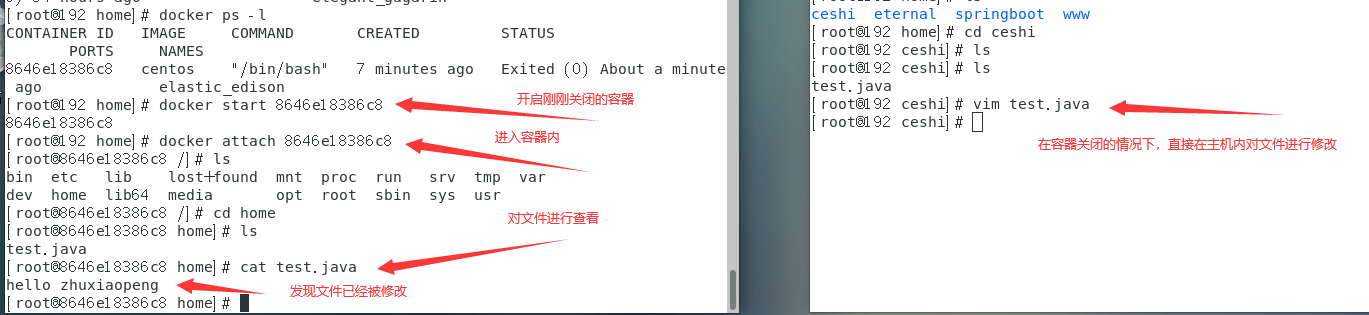 elegant_gagarin
[root@192 home]# docker ps -l
CONTAINER ID   IMAGE     COMMAND       CREATED         STATUS
       PORTS     NAMES
8646e18386c8   centos    "/bin/bash"   7 minutes ago   Exited (0) About a minute
 ago             elastic_edison
[root@192 home]# docker start 8646e18386c8
开启刚刚关闭的容器
8646e18386c8
[root@192 home]# docker attach 8646e18386c8
进入容器内
[root@8646e18386c8 /]# ls
bin  etc   lib    lost+found  mnt  proc  run   srv  tmp  var
dev  home  lib64  media       opt  root  sbin  sys  usr
[root@8646e18386c8 /]# cd home
对文件进行查看
[root@8646e18386c8 home]# ls
test.java
[root@8646e18386c8 home]# cat test.java
hello zhuxiaopeng
发现文件已经被修改
[root@8646e18386c8 home]#
ceshi  eternal  springboot  www
[root@192 home]# cd ceshi
[root@192 ceshi]# ls
[root@192 ceshi]# ls
test.java
[root@192 ceshi]# vim test.java
[root@192 ceshi]#
在容器关闭的情况下，直接在主机内对文件进行修改